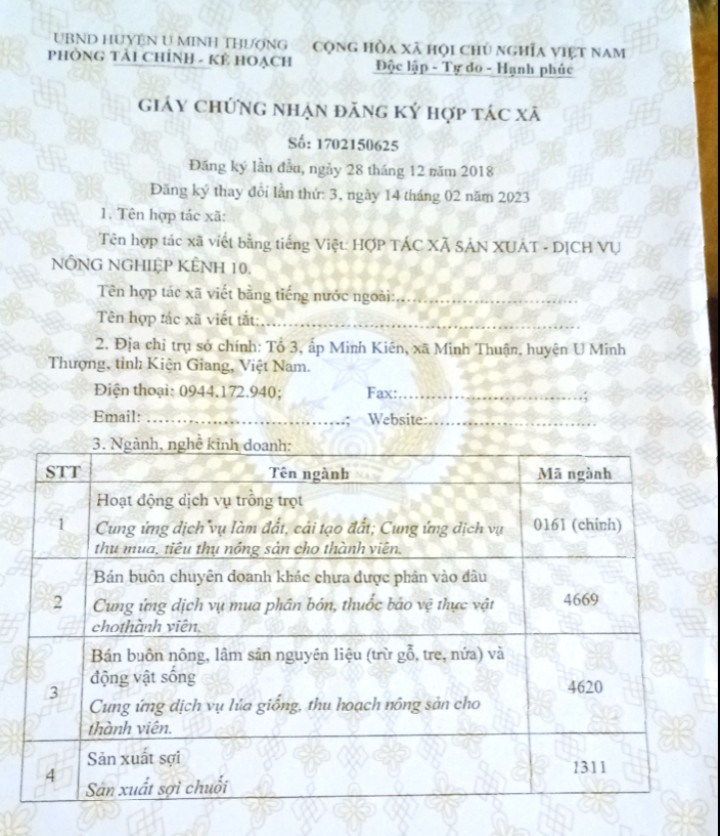 UBND HUYỆN U MINH THƯỢNG
PHÒNG TÀI CHÍNH - KẾ HOẠCH
CỘNG HÒA XÃ HỘI CHỦ NGHĨA VIỆT NAM
Độc lập - Tự do - Hạnh phúc
GIẤY CHỨNG NHẬN ĐĂNG KÝ HỢP TÁC XÃ
Số: 1702150625
Đăng ký lần đầu, ngày 28 tháng 12 năm 2018
Đăng ký thay đổi lần thứ: 3, ngày 14 tháng 02 năm 2023
1. Tên hợp tác xã:
Tên hợp tác xã viết bằng tiếng Việt: HỢP TÁC XÃ SẢN XUẤT - DỊCH VỤ
NÔNG NGHIỆP KÊNH 10.
Tên hợp tác xã viết bằng tiếng nước ngoài:...............................
Tên hợp tác xã viết tắt:.......................................................
2. Địa chỉ trụ sở chính: Tổ 3, ấp Minh Kiên, xã Minh Thuận, huyện U Minh
Thượng, tỉnh Kiên Giang, Việt Nam.
Điện thoại: 0944.172.940; Fax:................................;
Email: ..................................; Website:.............................
3. Ngành, nghề kinh doanh:
STT Tên ngành Mã ngành
Hoạt động dịch vụ trồng trọt
1 Cung ứng dịch vụ làm đất, cải tạo đất; Cung ứng dịch vụ 0161 (chính)
thu mua, tiêu thụ nông sản cho thành viên.
Bán buôn chuyên doanh khác chưa được phân vào đâu
2 Cung ứng dịch vụ mua phân bón, thuốc bảo vệ thực vật 4669
chothành viên.
Bán buôn nông, lâm sản nguyên liệu (trừ gỗ, tre, nứa) và
động vật sống
3 4620
Cung ứng dịch vụ lúa giống, thu hoạch nông sản cho
thành viên.
Sản xuất sợi
4 1311
Sản xuất sợi chuối